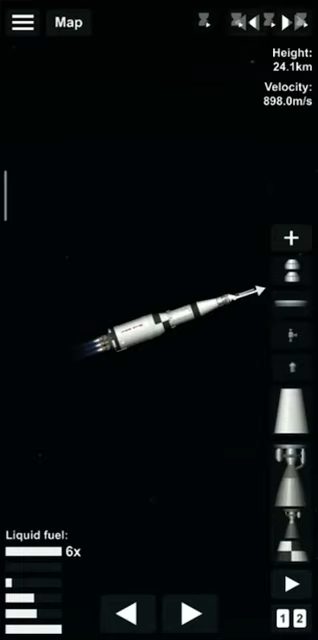 Map
Height:
24.1km
Velocity:
898.0m/s
Liquid fuel:
6x
1 2